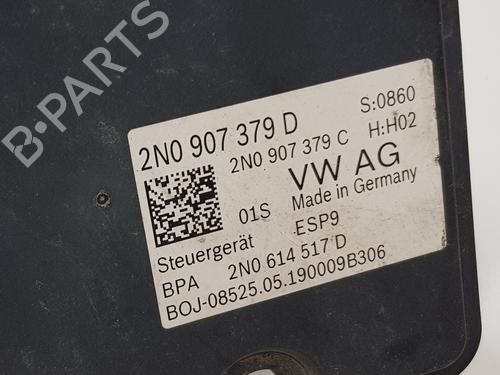 B-PARTS
2N0 907 379 D
S:0860
2N0 907 379 C
H:H02
VW AG
01S
Made in Germany
Steuergerät
ESP9
BPA
2N0 614 517 D
BOJ-08525.05.190009B306